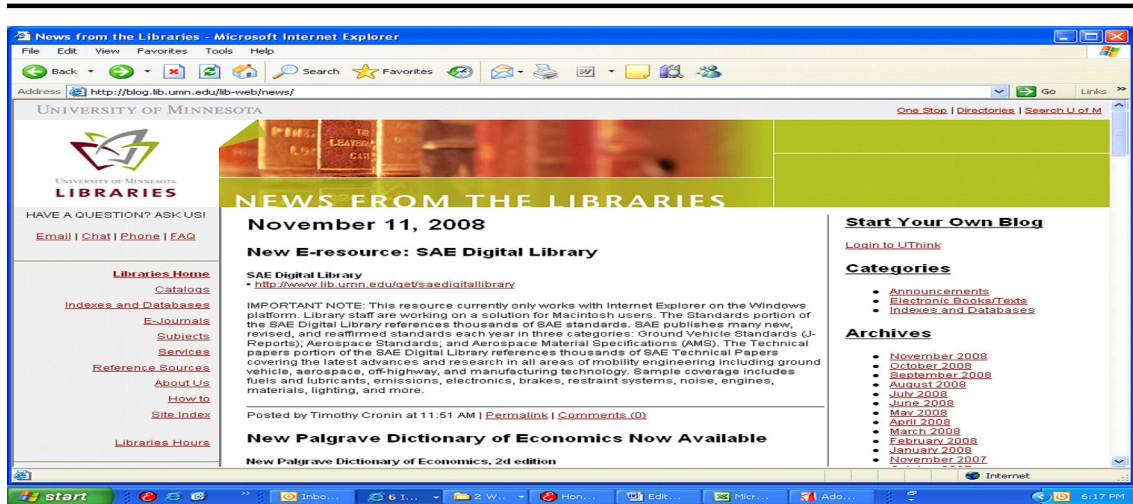 News from the Libraries - Microsoft Internet Explorer
File Edit View Favorites Tools Help
Back Search Favorites
Address http://blog.lib.umn.edu/lib-web/news/ Go Links »
UNIVERSITY OF MINNESOTA
One Stop | Directories | Search U of M
UNIVERSITY OF MINNESOTA
LIBRARIES
NEWS FROM THE LIBRARIES
HAVE A QUESTION? ASK US!
Email | Chat | Phone | FAQ
Libraries Home
Catalogs
Indexes and Databases
E-Journals
Subjects
Services
Reference Sources
About Us
How to
Site Index
Libraries Hours
November 11, 2008
New E-resource: SAE Digital Library
SAE Digital Library
• http://www.lib.umn.edu/get/saedigitallibrary
IMPORTANT NOTE: This resource currently only works with Internet Explorer on the Windows
platform. Library staff are working on a solution for Macintosh users. The Standards portion of
the SAE Digital Library references thousands of SAE standards. SAE publishes many new,
revised, and reaffirmed standards each year in three categories: Ground Vehicle Standards (J-
Reports); Aerospace Standards; and Aerospace Material Specifications (AMS). The Technical
papers portion of the SAE Digital Library references thousands of SAE Technical Papers
covering the latest advances and research in all areas of mobility engineering including ground
vehicle, aerospace, off-highway, and manufacturing technology. Sample coverage includes
fuels and lubricants, emissions, electronics, brakes, restraint systems, noise, engines,
materials, lighting, and more.
Posted by Timothy Cronin at 11:51 AM | Permalink | Comments (0)
New Palgrave Dictionary of Economics Now Available
New Palgrave Dictionary of Economics, 2d edition
Start Your Own Blog
Login to UThink
Categories
• Announcements
• Electronic Books/Texts
• Indexes and Databases
Archives
• November 2008
• October 2008
• September 2008
• August 2008
• July 2008
• June 2008
• May 2008
• April 2008
• March 2008
• February 2008
• January 2008
• November 2007
Internet
start Inbo... 6 I... 2 W... Hon... Edit... Micr... Ado... 6:17 PM